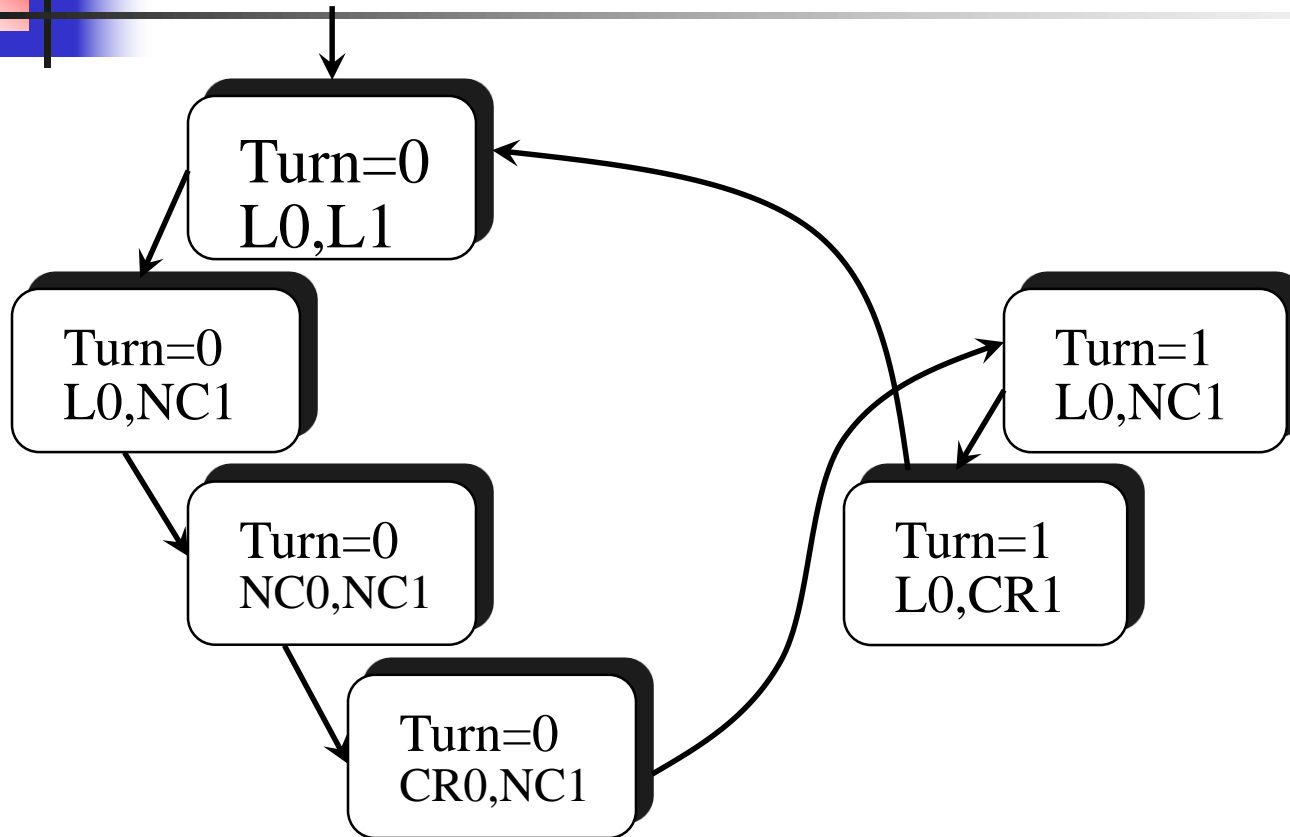 Turn=0
L0,L1
Turn=0
L0,NC1
Turn=1
L0,NC1
Turn=0
NC0,NC1
Turn=1
L0,CR1
Turn=0
CR0,NC1